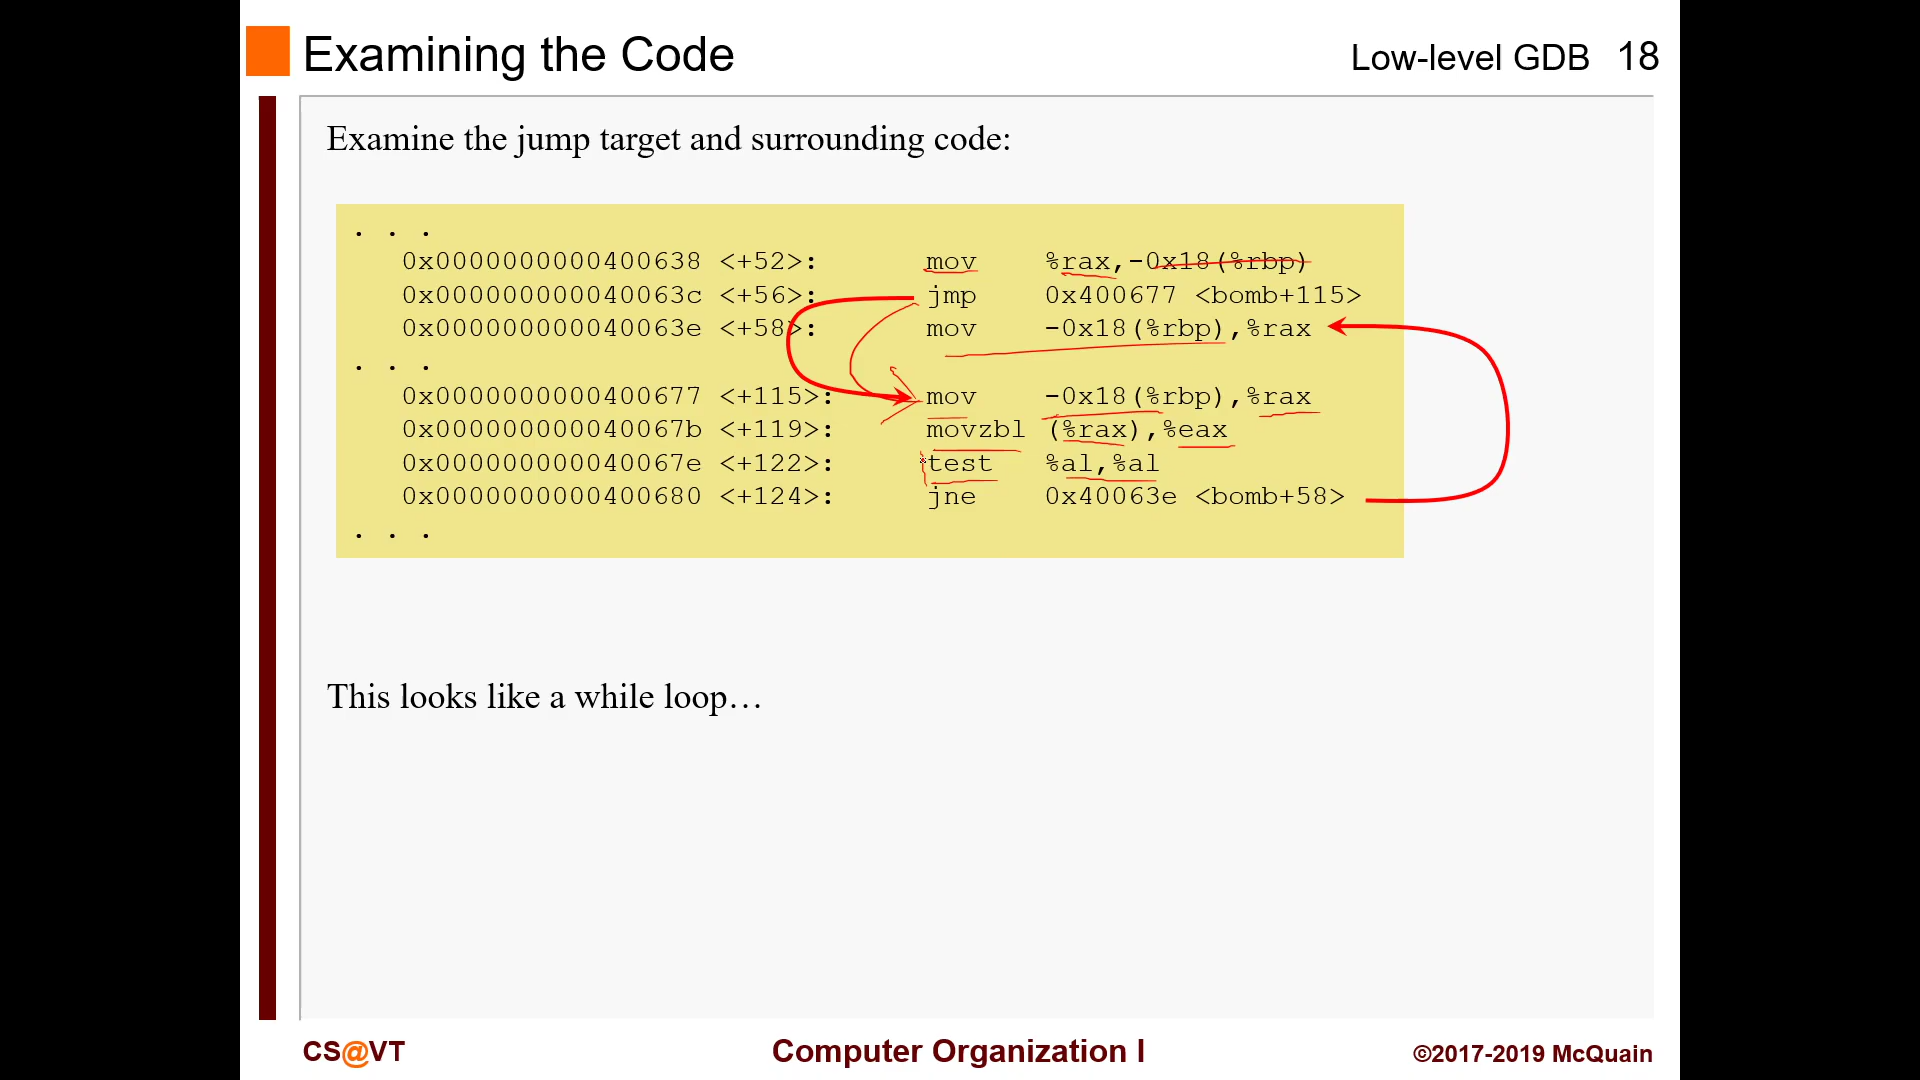 Examining the Code
Low-level GDB 18
Examine the jump target and surrounding code:
. . .
0x0000000000400638 <+52>: mov %rax,-0x18(%rbp)
0x000000000040063c <+56>: jmp 0x400677 <bomb+115>
0x000000000040063e <+58>: mov -0x18(%rbp),%rax
. . .
0x0000000000400677 <+115>: mov -0x18(%rbp),%rax
0x000000000040067b <+119>: movzbl (%rax),%eax
0x000000000040067e <+122>: test %al,%al
0x0000000000400680 <+124>: jne 0x40063e <bomb+58>
. . .
This looks like a while loop…
CS@VT
Computer Organization I
©2017-2019 McQuain